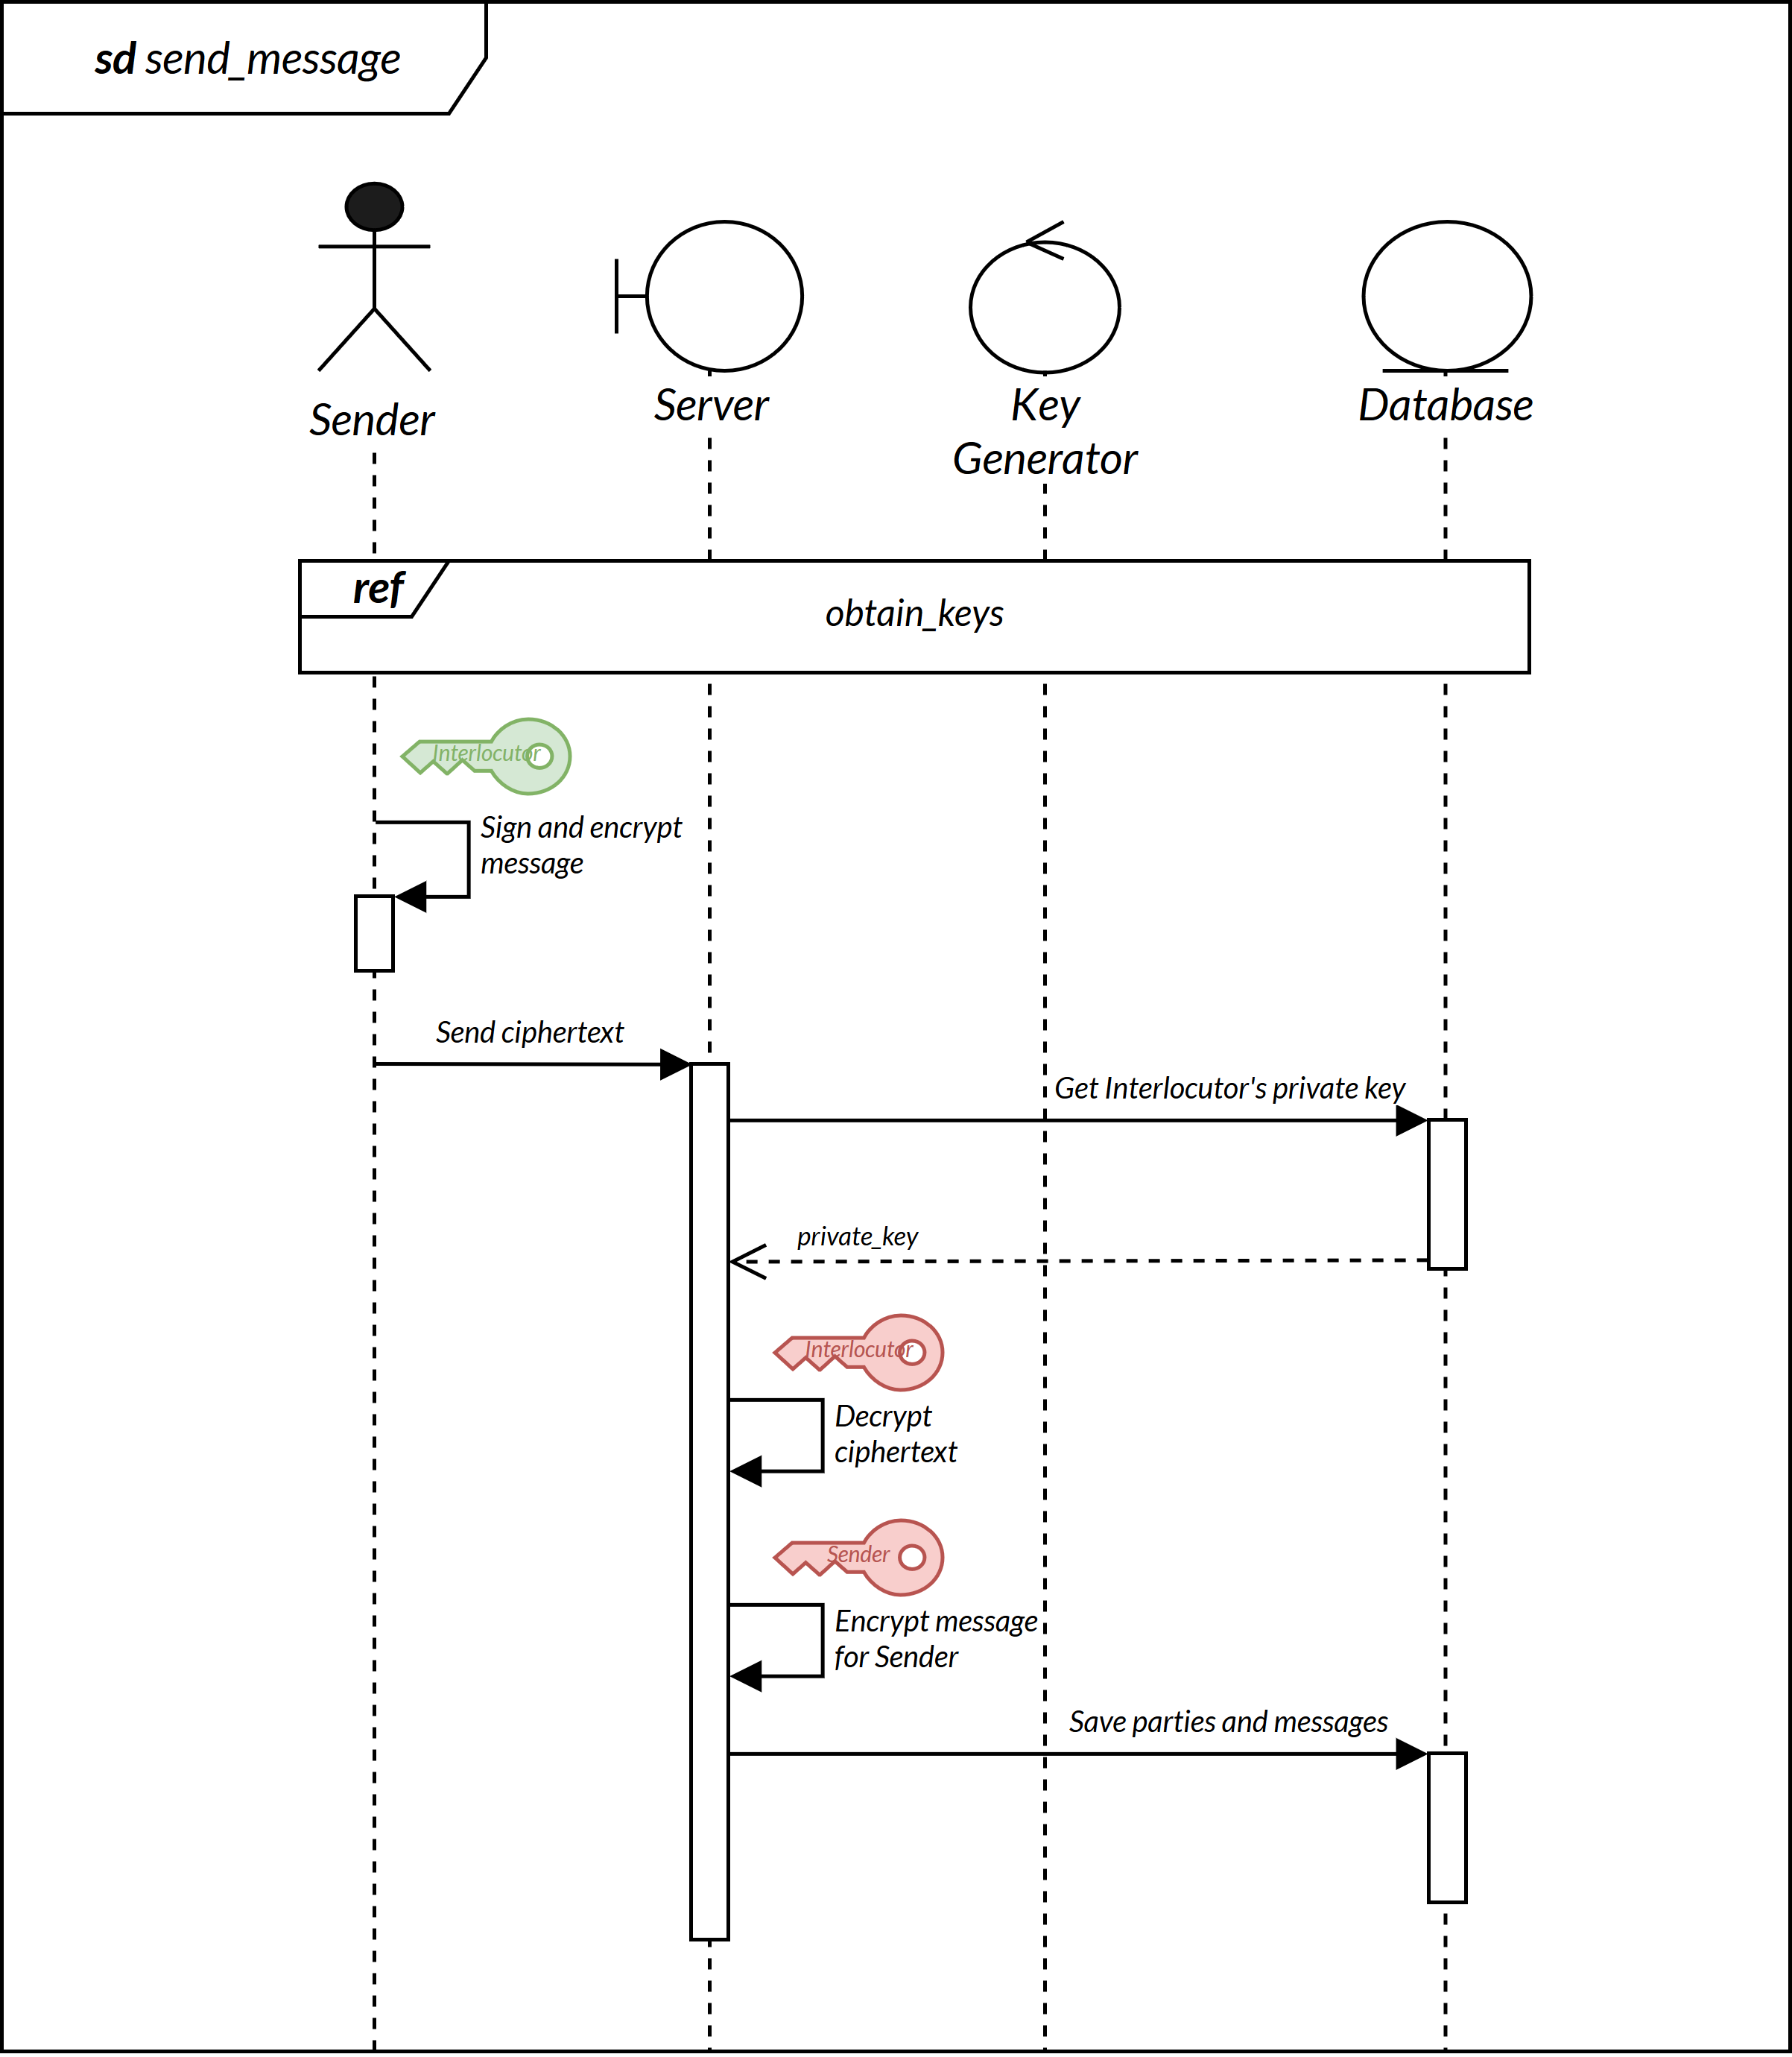 sd send_message
Sender
Server
Key
Generator
Database
ref
obtain_keys
Interlocutor
Sign and encrypt
message
Send ciphertext
Get Interlocutor's private key
private_key
Interlocutor
Decrypt
ciphertext
Sender
Encrypt message
for Sender
Save parties and messages